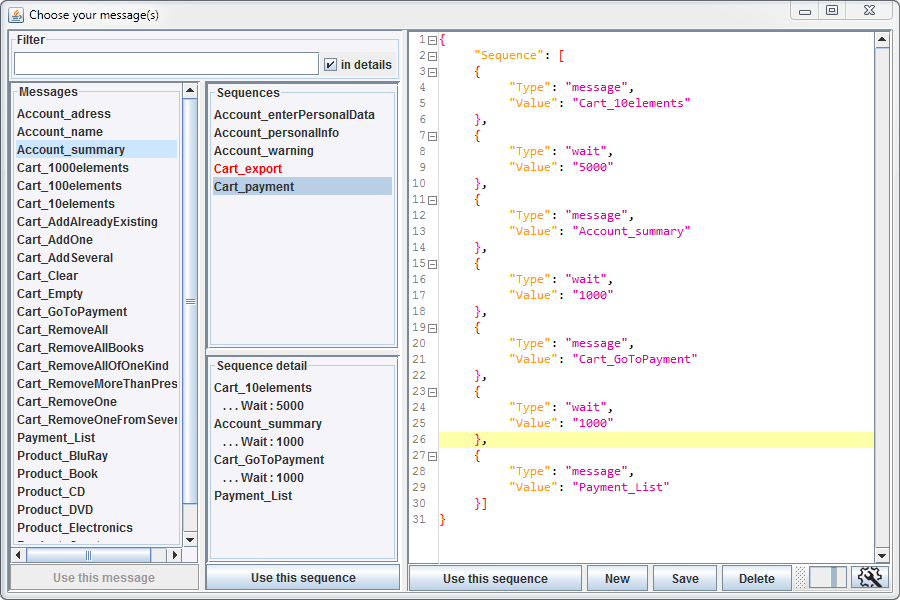 Choose your message(s)
Filter
in details
Messages
Account_adress
Account_name
Account_summary
Cart_1000elements
Cart_100elements
Cart_10elements
Cart_AddAlreadyExisting
Cart_AddOne
Cart_AddSeveral
Cart_Clear
Cart_Empty
Cart_GoToPayment
Cart_RemoveAll
Cart_RemoveAllBooks
Cart_RemoveAllOfOneKind
Cart_RemoveMoreThanPres
Cart_RemoveOne
Cart_RemoveOneFromSever
Payment_List
Product_BluRay
Product_Book
Product_CD
Product_DVD
Product_Electronics
Use this message
Sequences
Account_enterPersonalData
Account_personalInfo
Account_warning
Cart_export
Cart_payment
Sequence detail
Cart_10elements
... Wait : 5000
Account_summary
... Wait : 1000
Cart_GoToPayment
... Wait : 1000
Payment_List
Use this sequence
1 {
2 "Sequence": [
3 {
4 "Type": "message",
5 "Value": "Cart_10elements"
6 },
7 {
8 "Type": "wait",
9 "Value": "5000"
10 },
11 {
12 "Type": "message",
13 "Value": "Account_summary"
14 },
15 {
16 "Type": "wait",
17 "Value": "1000"
18 },
19 {
20 "Type": "message",
21 "Value": "Cart_GoToPayment"
22 },
23 {
24 "Type": "wait",
25 "Value": "1000"
26 },
27 {
28 "Type": "message",
29 "Value": "Payment_List"
30 }]
31 }
Use this sequence
New
Save
Delete